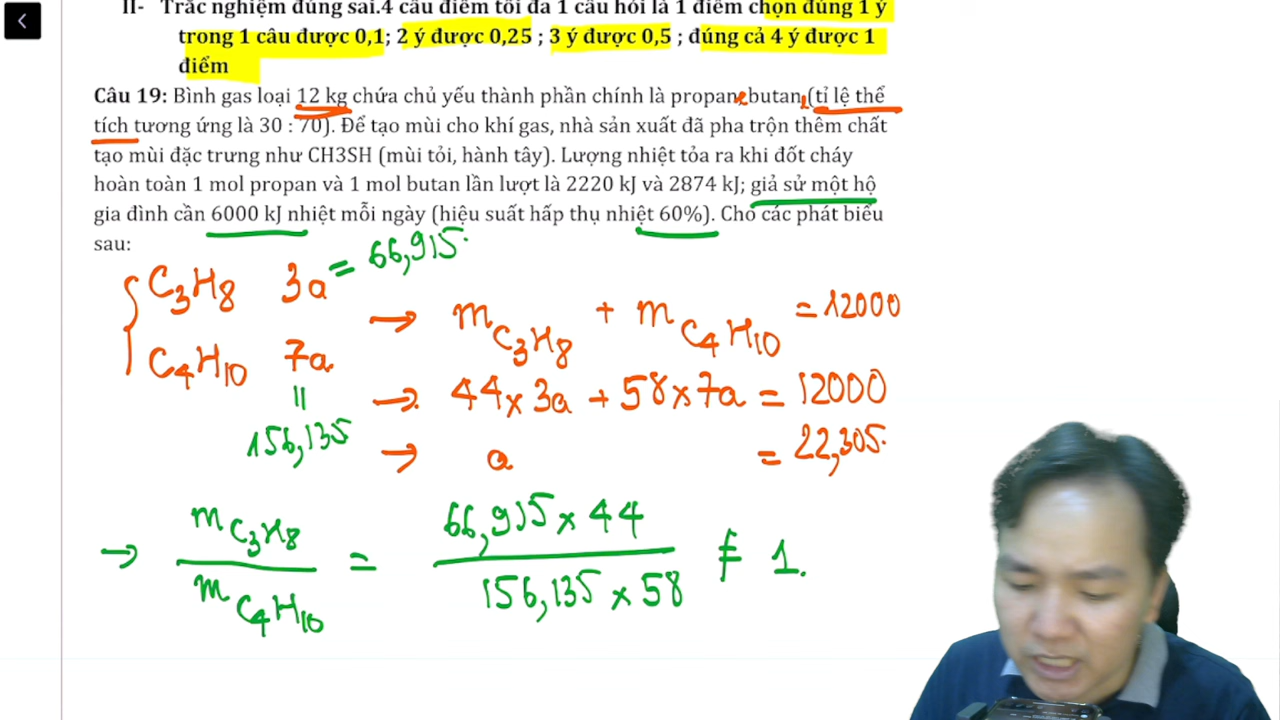 II- Trắc nghiệm đúng sai.4 câu điểm tối đa 1 câu hỏi là 1 điểm chọn đúng 1 ý
trong 1 câu được 0,1; 2 ý được 0,25 ; 3 ý được 0,5 ; đúng cả 4 ý được 1
điểm
Câu 19: Bình gas loại 12 kg chứa chủ yếu thành phần chính là propan, butan (tỉ lệ thể
tích tương ứng là 30 : 70). Để tạo mùi cho khí gas, nhà sản xuất đã pha trộn thêm chất
tạo mùi đặc trưng như CH3SH (mùi tỏi, hành tây). Lượng nhiệt tỏa ra khi đốt cháy
hoàn toàn 1 mol propan và 1 mol butan lần lượt là 2220 kJ và 2874 kJ; giả sử một hộ
gia đình cần 6000 kJ nhiệt mỗi ngày (hiệu suất hấp thụ nhiệt 60%). Cho các phát biểu
sau:
C3H8 3a = 66,915.
C4H10 7a
= 156,135
→ mC3H8 + mC4H10 = 12000
→ 44 x 3a + 58 x 7a = 12000
→ a = 22,305.
→ mC3H8 / mC4H10 = 66,915 x 44 / 156,135 x 58 ≠ 1.